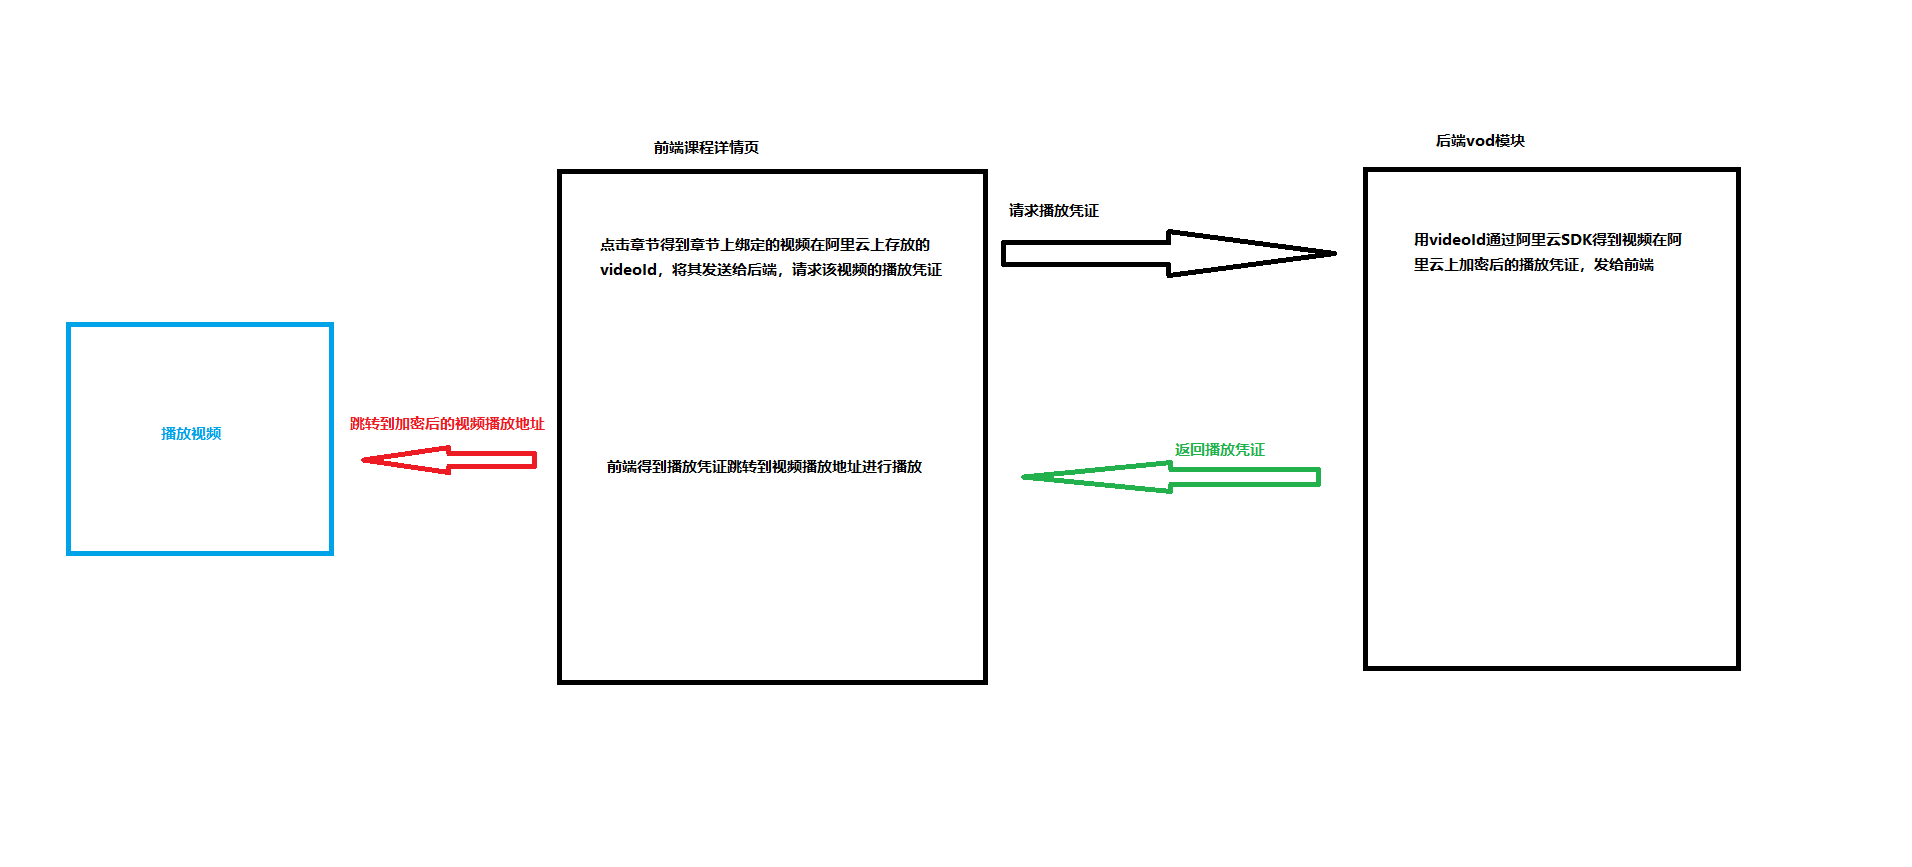 前端课程详情页
点击章节得到章节上绑定的视频在阿里云上存放的
videoId，将其发送给后端，请求该视频的播放凭证
请求播放凭证
后端vod模块
用videoId通过阿里云SDK得到视频在阿
里云上加密后的播放凭证，发给前端
返回播放凭证
前端得到播放凭证跳转到视频播放地址进行播放
跳转到加密后的视频播放地址
播放视频